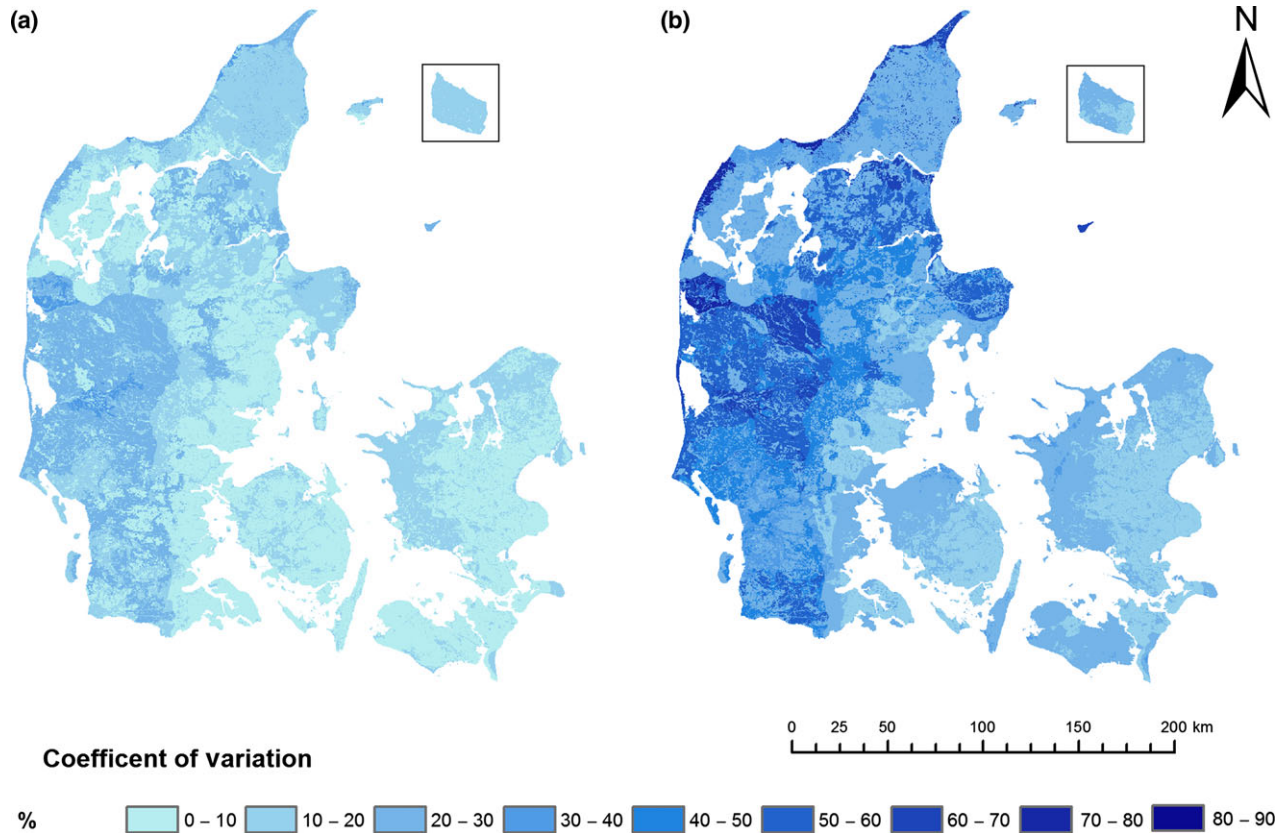 (a)
(b)
N
0 25 50 100 150 200 km
Coefficent of variation
% 0 – 10 10 – 20 20 – 30 30 – 40 40 – 50 50 – 60 60 – 70 70 – 80 80 – 90